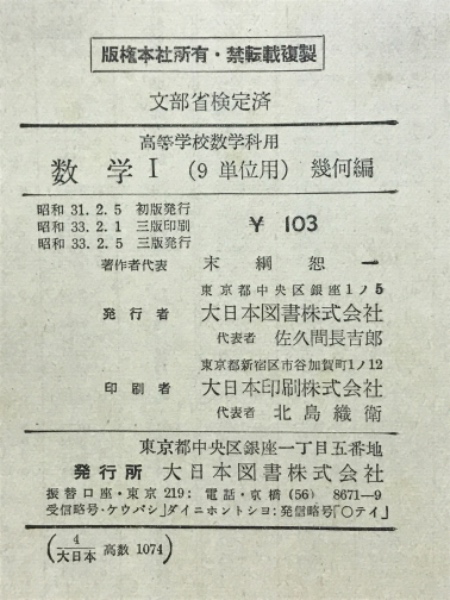 版権本社所有・禁転載複製
文部省検定済
高等学校数学科用
数学I (9単位用) 幾何編
昭和 31. 2. 5 初版発行
昭和 33. 2. 1 三版印刷
昭和 33. 2. 5 三版発行
¥ 103
著作者代表 末綱恕一
東京都中央区銀座1ノ5
発行者 大日本図書株式会社
代表者 佐久間長吉郎
東京都新宿区市谷加賀町1ノ12
印刷者 大日本印刷株式会社
代表者 北島織衛
東京都中央区銀座一丁目五番地
発行所 大日本図書株式会社
振替口座・東京 219: 電話・京橋 (56) 8671—9
受信略号・ケウバシ」ダイニホントシヨ: 発信略号「○テイ」
(4/大日本 高数 1074)